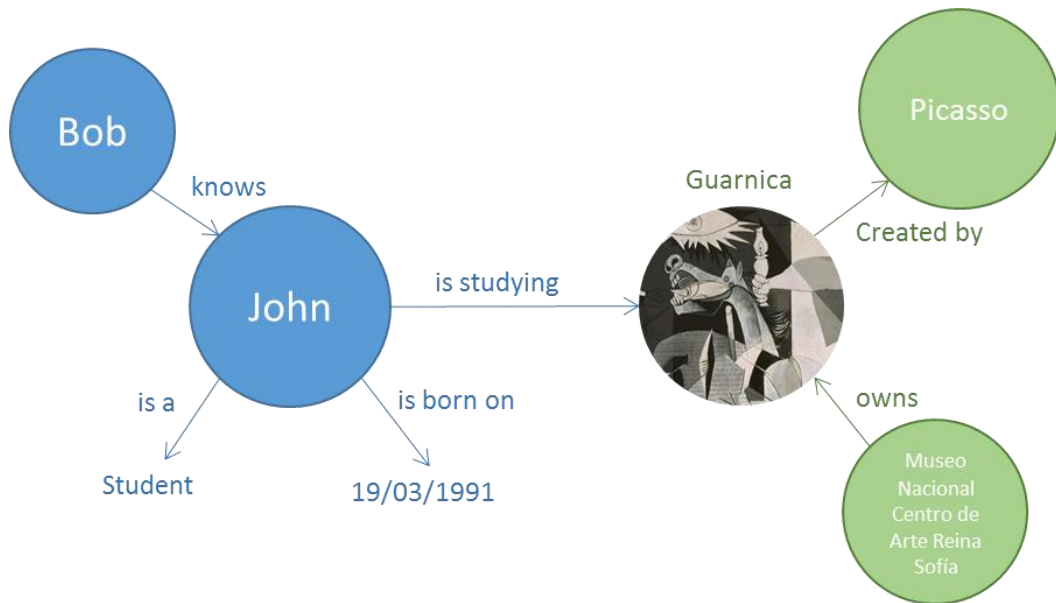 Bob
Picasso
knows
Guarnica
Created by
is studying
John
is a
is born on
owns
Student
19/03/1991
Museo
Nacional
Centro de
Arte Reina
Sofía